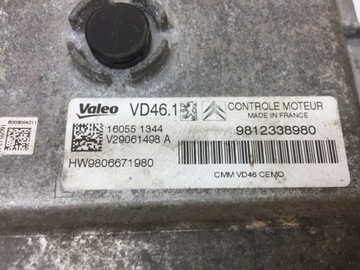 Valeo VD46.1 CONTROLE MOTEUR
MADE IN FRANCE
16055 1344 9812338980
V29061498 A
HW9806671980
CMM VD46 CEMO